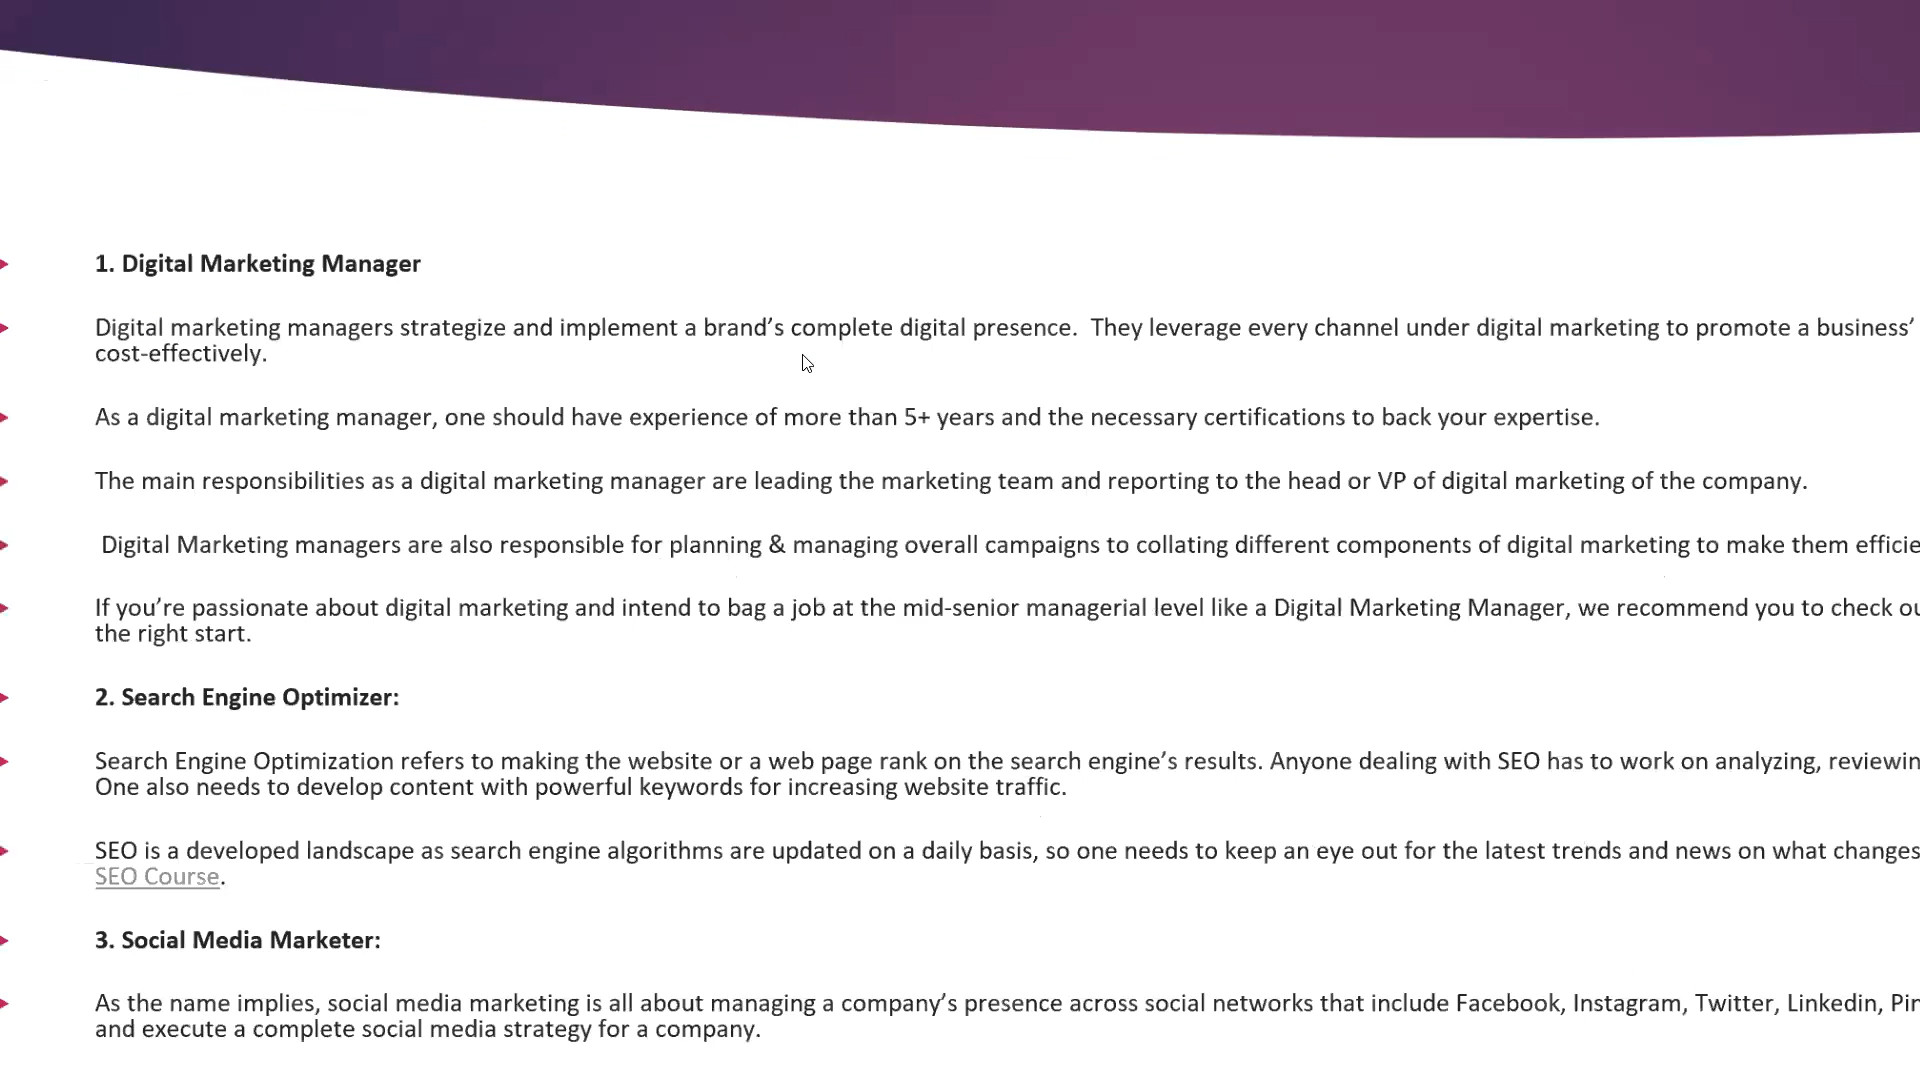 1. Digital Marketing Manager
Digital marketing managers strategize and implement a brand’s complete digital presence.  They leverage every channel under digital marketing to promote a business’
cost-effectively.
As a digital marketing manager, one should have experience of more than 5+ years and the necessary certifications to back your expertise.
The main responsibilities as a digital marketing manager are leading the marketing team and reporting to the head or VP of digital marketing of the company.
Digital Marketing managers are also responsible for planning & managing overall campaigns to collating different components of digital marketing to make them
If you’re passionate about digital marketing and intend to bag a job at the mid-senior managerial level like a Digital Marketing Manager, we recommend you to check
the right start.
2. Search Engine Optimizer:
Search Engine Optimization refers to making the website or a web page rank on the search engine’s results. Anyone dealing with SEO has to work on analyzing,
One also needs to develop content with powerful keywords for increasing website traffic.
SEO is a developed landscape as search engine algorithms are updated on a daily basis, so one needs to keep an eye out for the latest trends and news on what changes
SEO Course.
3. Social Media Marketer:
As the name implies, social media marketing is all about managing a company’s presence across social networks that include Facebook, Instagram, Twitter, Linkedin,
and execute a complete social media strategy for a company.